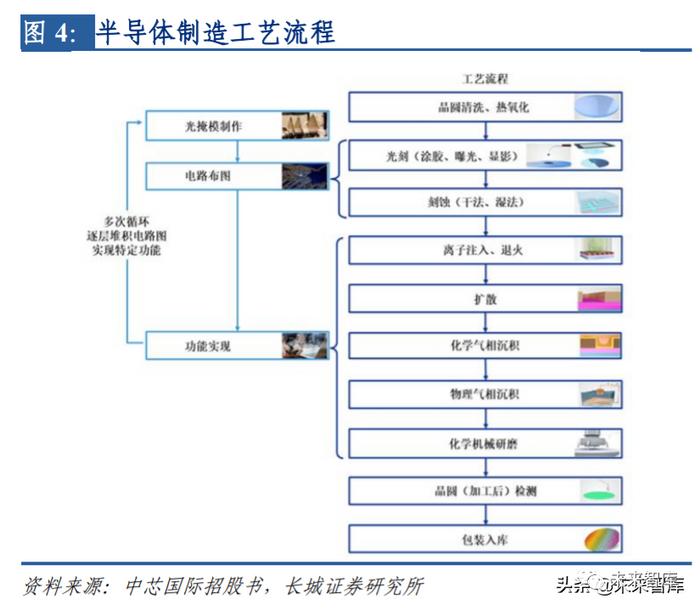 图 4： 半导体制造工艺流程
工艺流程
光掩模制作
电路布图
多次循环
逐层堆积电路图
实现特定功能
功能实现
晶圆清洗、热氧化
光刻（涂胶、曝光、显影）
刻蚀（干法、湿法）
离子注入、退火
扩散
化学气相沉积
物理气相沉积
化学机械研磨
晶圆（加工后）检测
包装入库
资料来源：中芯国际招股书，长城证券研究所
未来智库
头条@未来智库